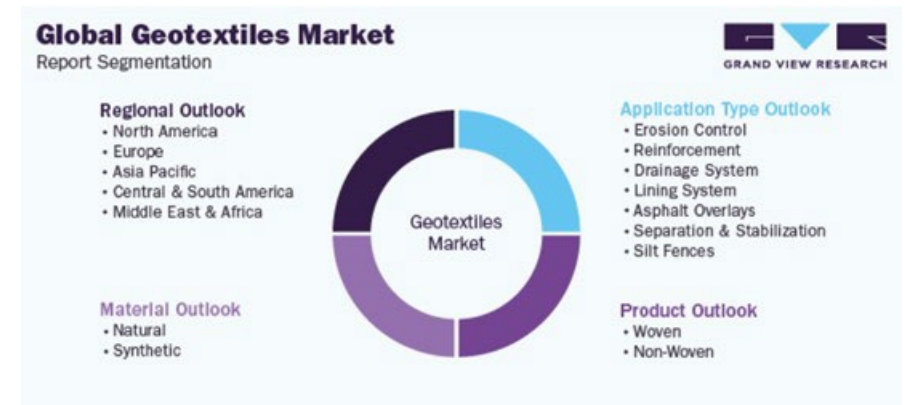 Global Geotextiles Market
Report Segmentation
GRAND VIEW RESEARCH
Regional Outlook
• North America
• Europe
• Asia Pacific
• Central & South America
• Middle East & Africa
Application Type Outlook
• Erosion Control
• Reinforcement
• Drainage System
• Lining System
• Asphalt Overlays
• Separation & Stabilization
• Silt Fences
Geotextiles
Market
Material Outlook
• Natural
• Synthetic
Product Outlook
• Woven
• Non-Woven